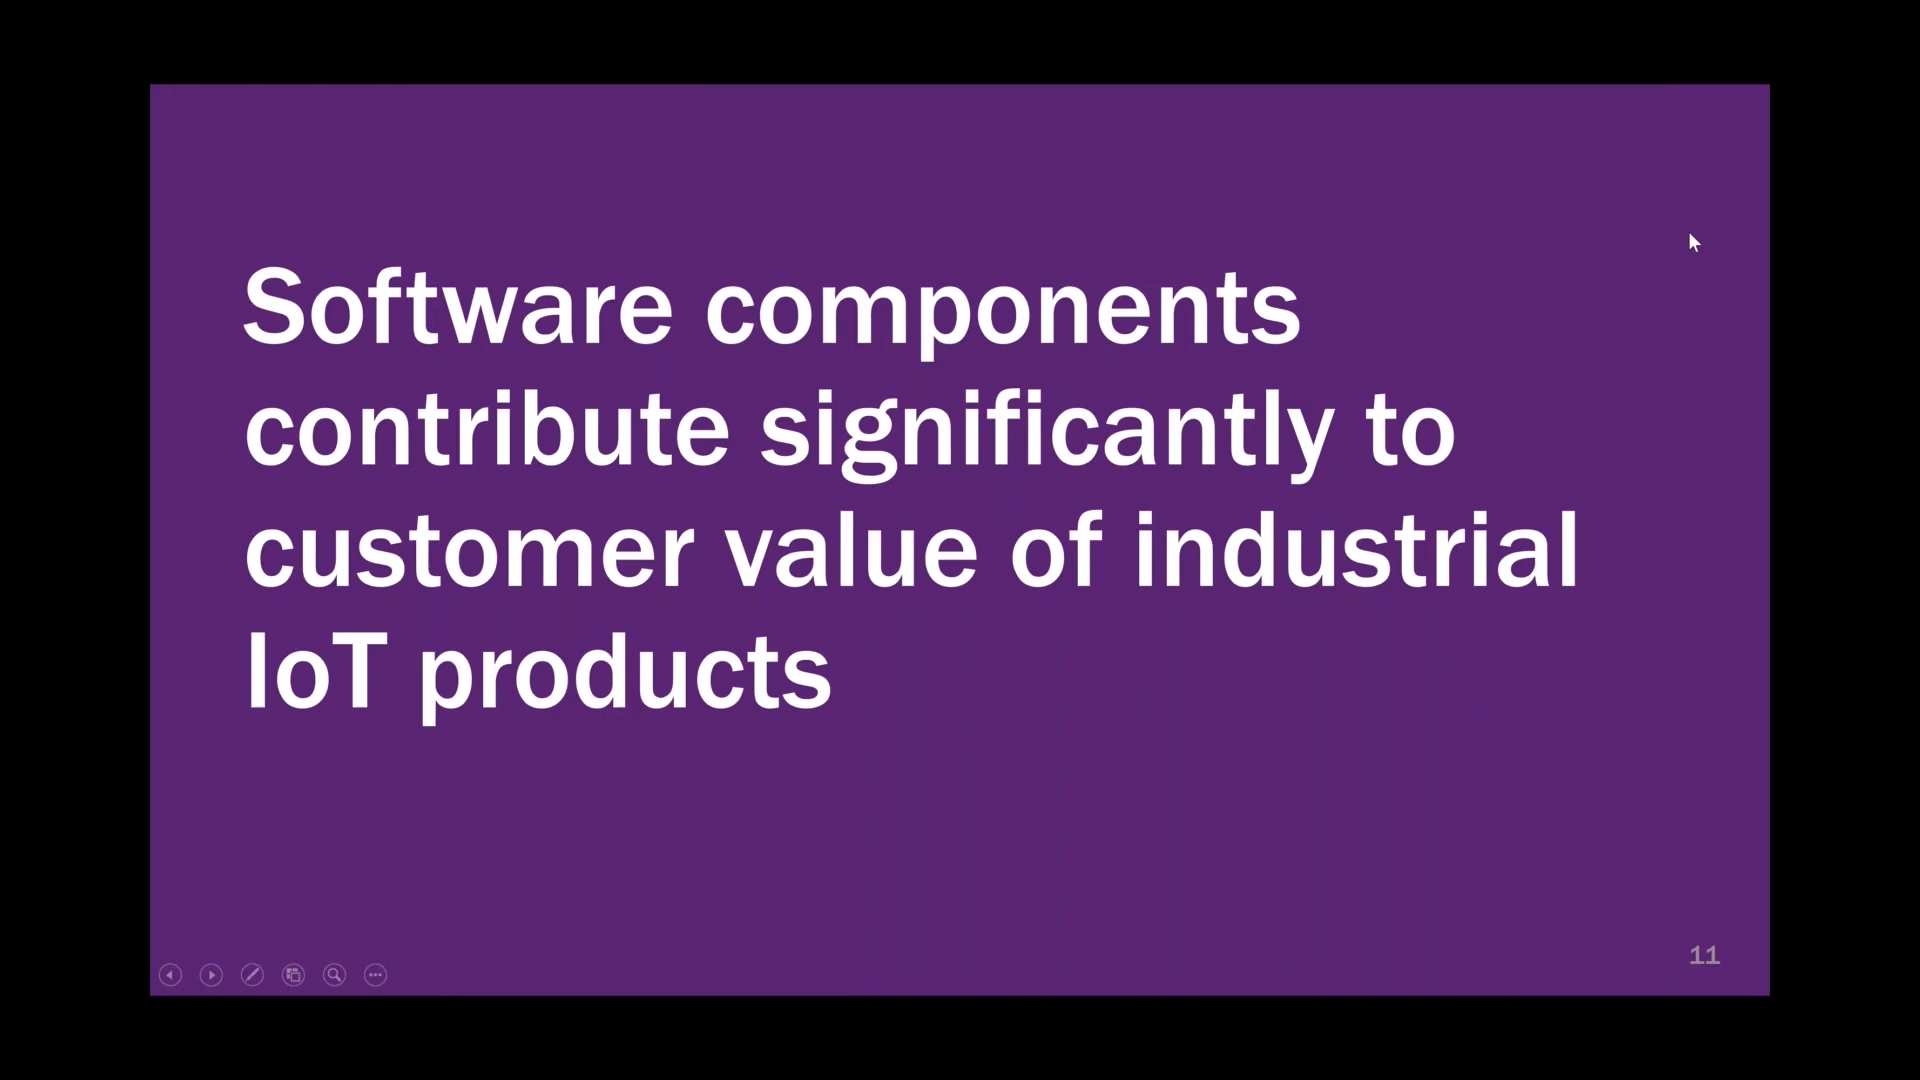 Software components
contribute significantly to
customer value of industrial
IoT products
11